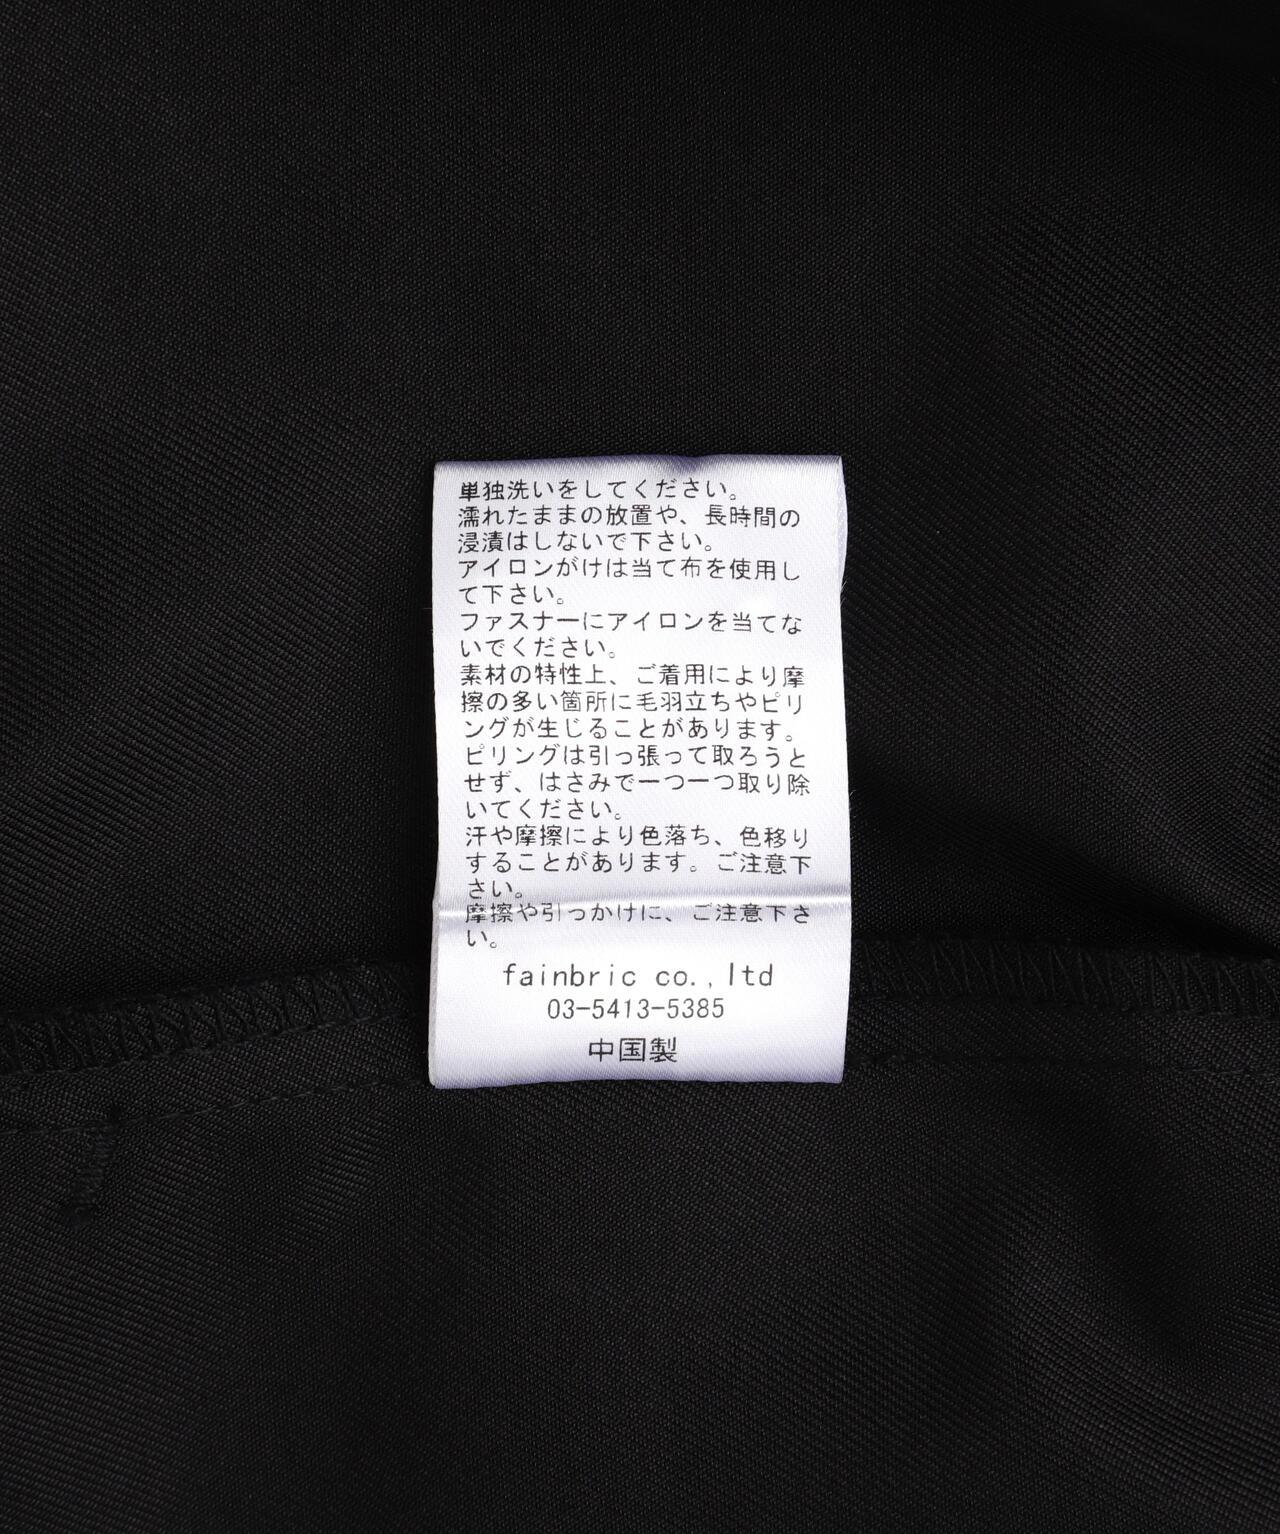 単独洗いをしてください。
濡れたままの放置や、長時間の
浸漬はしないで下さい。
アイロンがけは当て布を使用し
て下さい。
ファスナーにアイロンを当てな
いでください。
素材の特性上、ご着用により摩
擦の多い箇所に毛羽立ちやピリ
ングが生じることがあります。
ピリングは引っ張って取ろうと
せず、はさみで一つ一つ取り除
いてください。
汗や摩擦により色落ち、色移り
することがあります。ご注意下
さい。
摩擦や引っかけに、ご注意下さ
い。
fainbric co.,ltd
03-5413-5385
中国製